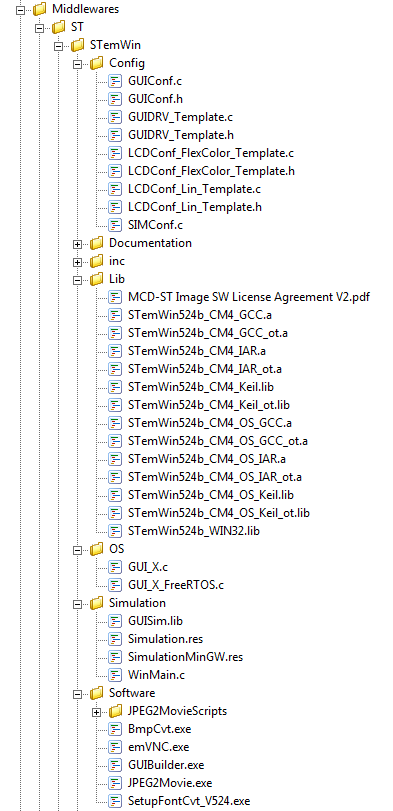 Middlewares
ST
STemWin
Config
GUIConf.c
GUIConf.h
GUIDRV_Template.c
GUIDRV_Template.h
LCDConf_FlexColor_Template.c
LCDConf_FlexColor_Template.h
LCDConf_Lin_Template.c
LCDConf_Lin_Template.h
SIMConf.c
Documentation
inc
Lib
MCD-ST Image SW License Agreement V2.pdf
STemWin524b_CM4_GCC.a
STemWin524b_CM4_GCC_ot.a
STemWin524b_CM4_IAR.a
STemWin524b_CM4_IAR_ot.a
STemWin524b_CM4_Keil.lib
STemWin524b_CM4_Keil_ot.lib
STemWin524b_CM4_OS_GCC.a
STemWin524b_CM4_OS_GCC_ot.a
STemWin524b_CM4_OS_IAR.a
STemWin524b_CM4_OS_IAR_ot.a
STemWin524b_CM4_OS_Keil.lib
STemWin524b_CM4_OS_Keil_ot.lib
STemWin524b_WIN32.lib
OS
GUI_X.c
GUI_X_FreeRTOS.c
Simulation
GUISim.lib
Simulation.res
SimulationMinGW.res
WinMain.c
Software
JPEG2MovieScripts
BmpCvt.exe
emVNC.exe
GUIBuilder.exe
JPEG2Movie.exe
SetupFontCvt_V524.exe